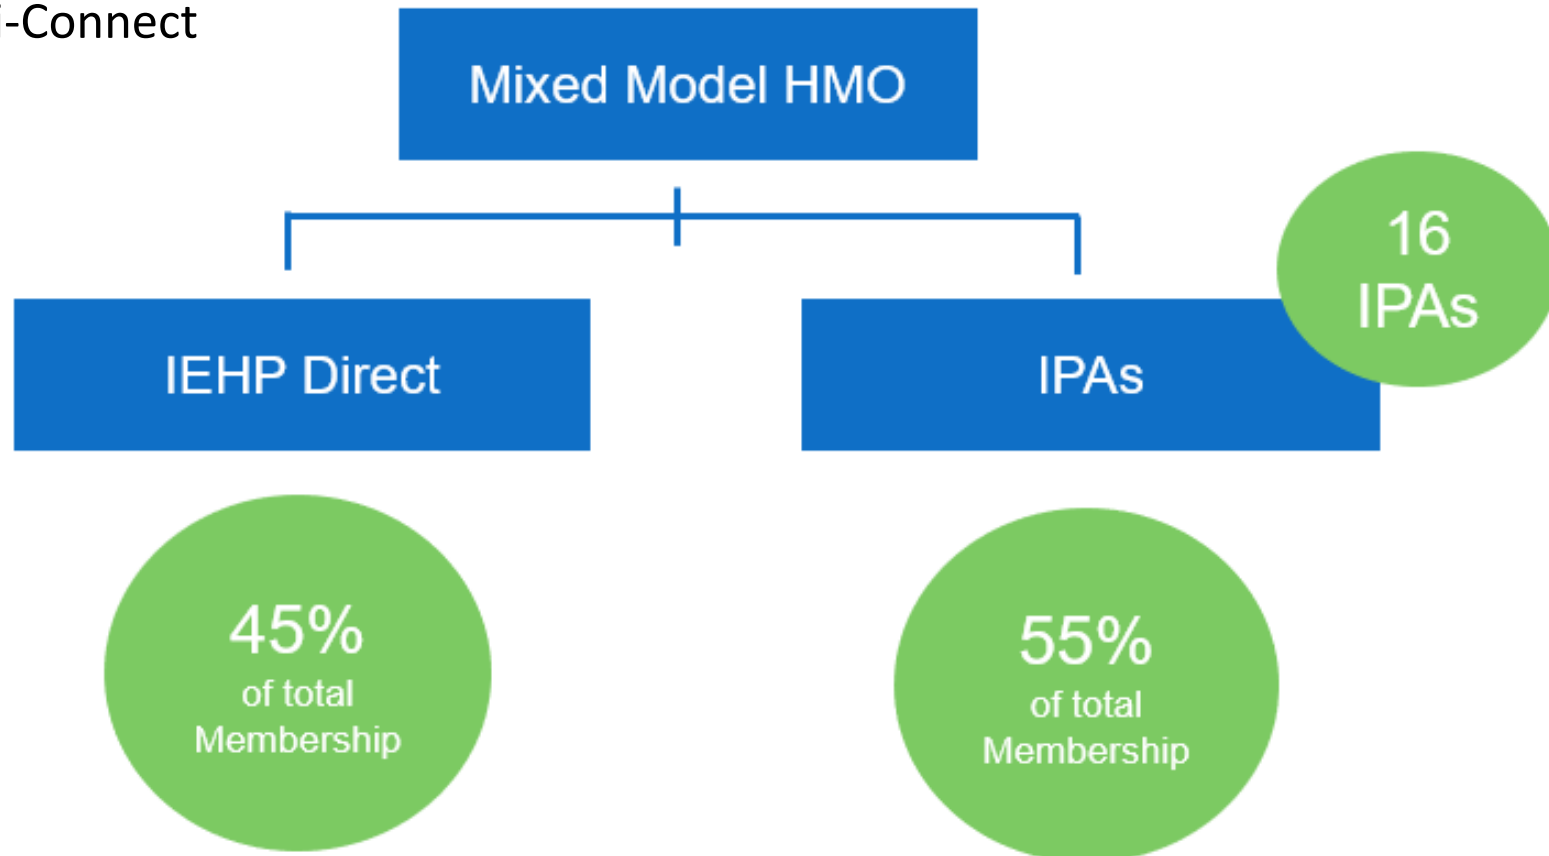 i-Connect
Mixed Model HMO
16
IPAs
IEHP Direct
IPAs
45%
of total
Membership
55%
of total
Membership